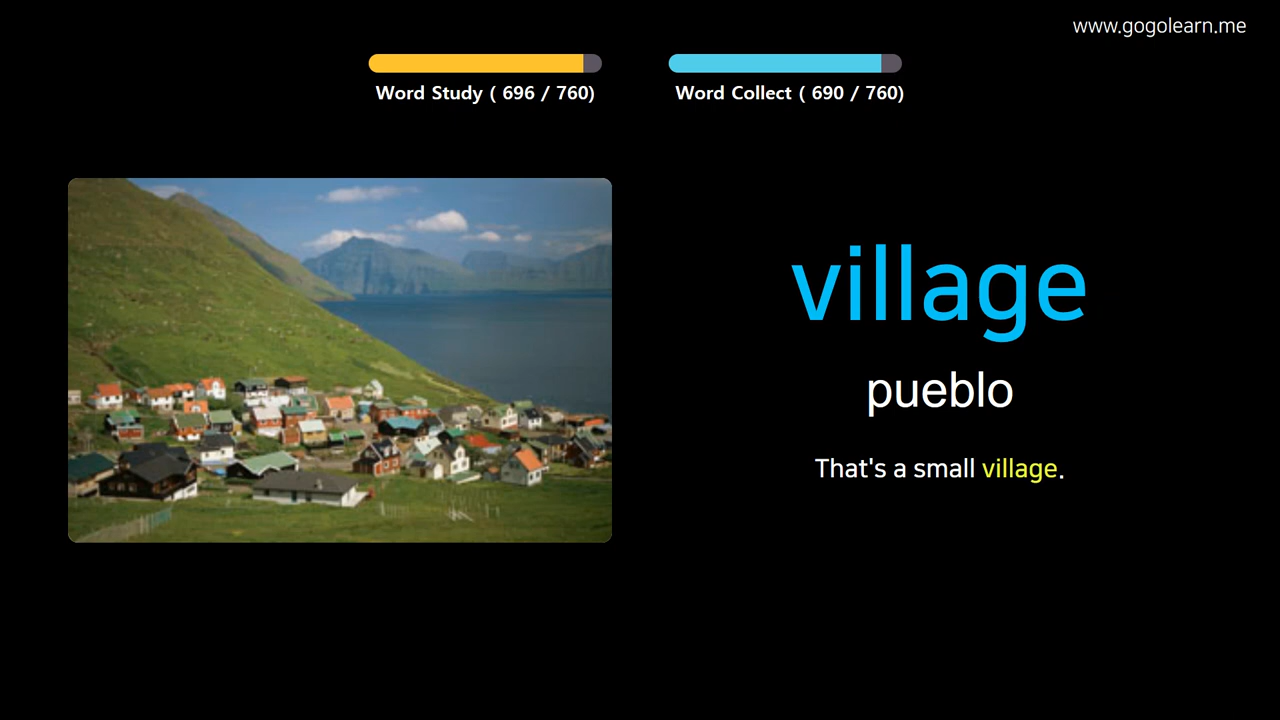 www.gogolearn.me
Word Study ( 696 / 760)
Word Collect ( 690 / 760)
village
pueblo
That's a small village.